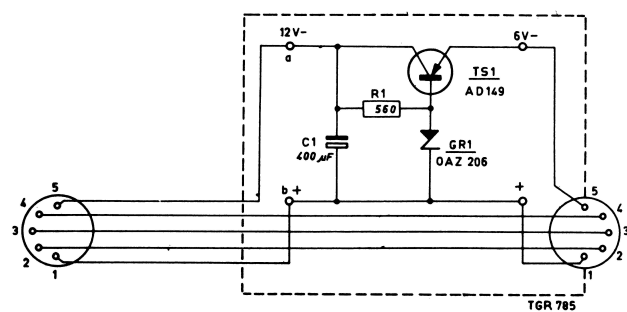 12V-
a
6V-
TS1
AD149
R1
560
C1
400µF
GR1
OAZ 206
b +
+
5
4
3
2
1
5
4
3
2
1
TGR 785